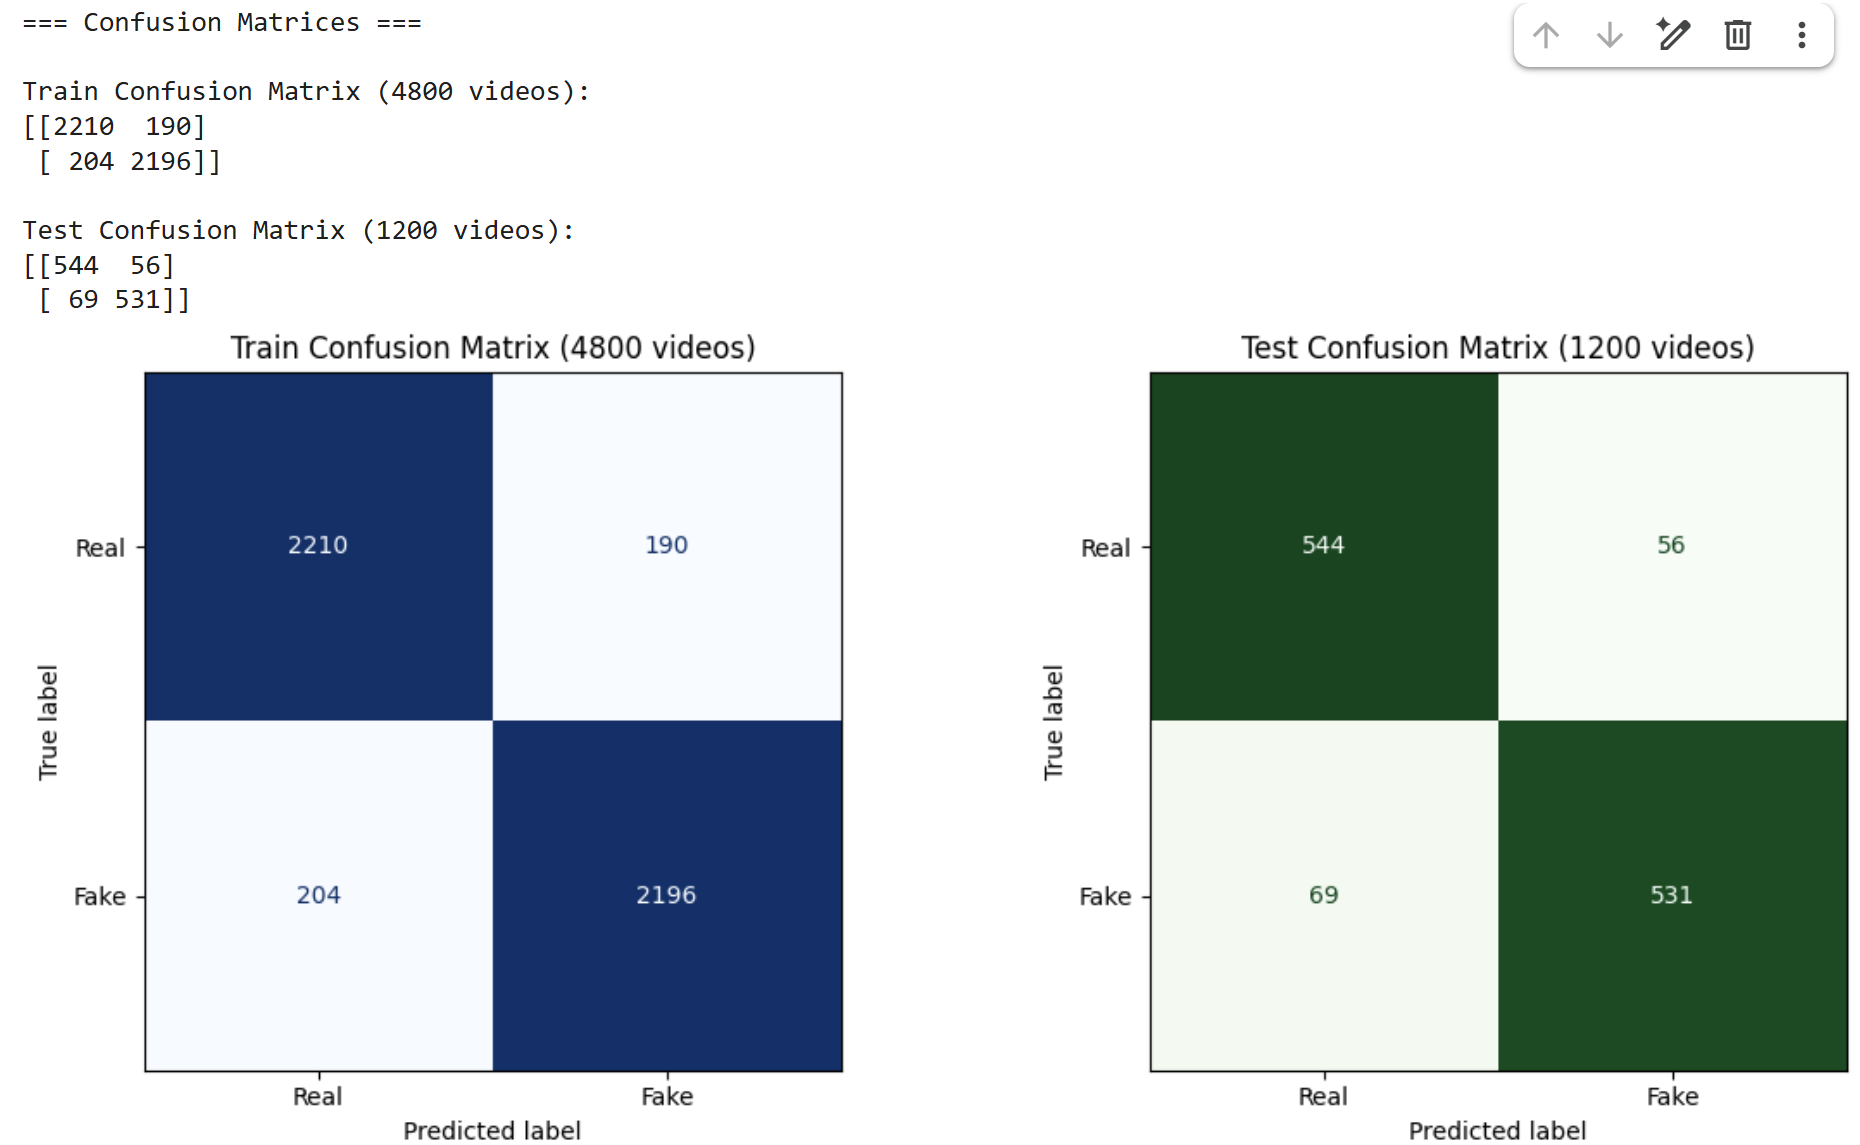 === Confusion Matrices ===
Train Confusion Matrix (4800 videos):
[[2210  190]
 [ 204 2196]]
Test Confusion Matrix (1200 videos):
[[544  56]
 [ 69 531]]
Train Confusion Matrix (4800 videos)
True label
Real
2210
190
Fake
204
2196
Real
Fake
Predicted label
Test Confusion Matrix (1200 videos)
True label
Real
544
56
Fake
69
531
Real
Fake
Predicted label